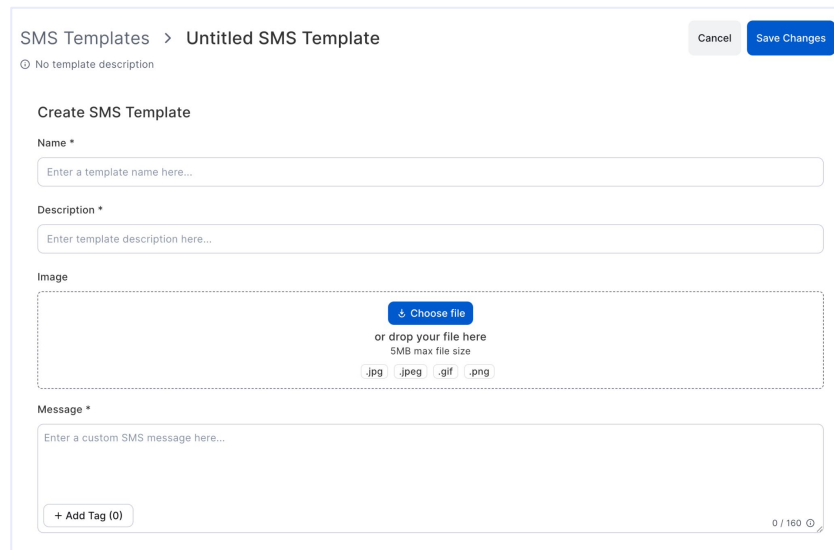 SMS Templates > Untitled SMS Template
Cancel
Save Changes
No template description
Create SMS Template
Name *
Enter a template name here...
Description *
Enter template description here...
Image
Choose file
or drop your file here
5MB max file size
.jpg .jpeg .gif .png
Message *
Enter a custom SMS message here...
+ Add Tag (0)
0 / 160